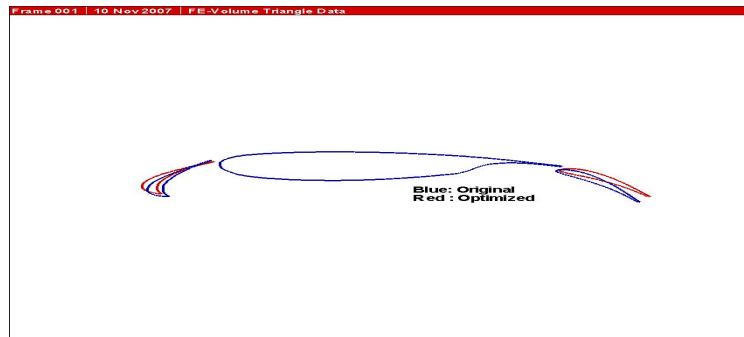 Frame 001 | 10 Nov 2007 | FE-Volume Triangle Data
Blue: Original
Red : Optimized